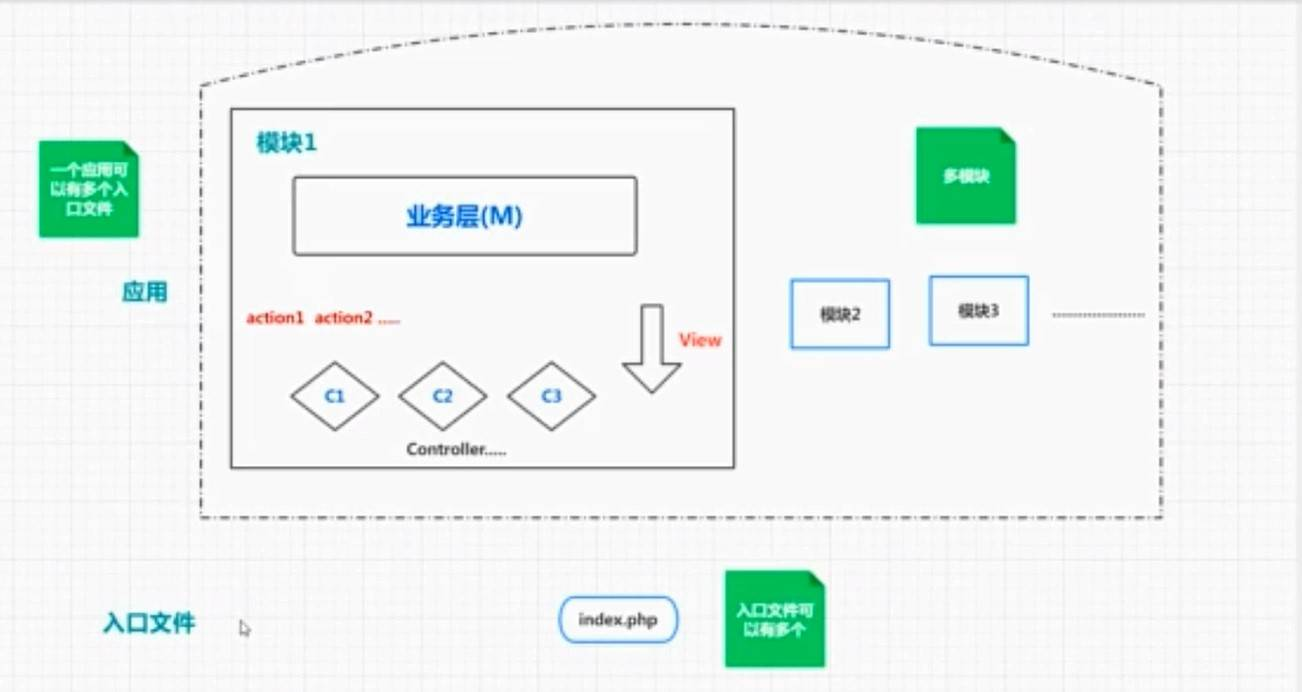 模块1
一个应用可
以有多个入
口文件
多模块
业务层(M)
应用
模块2
模块3
action1 action2 .....
View
C1
C2
C3
Controller.....
入口文件
index.php
入口文件可
以有多个